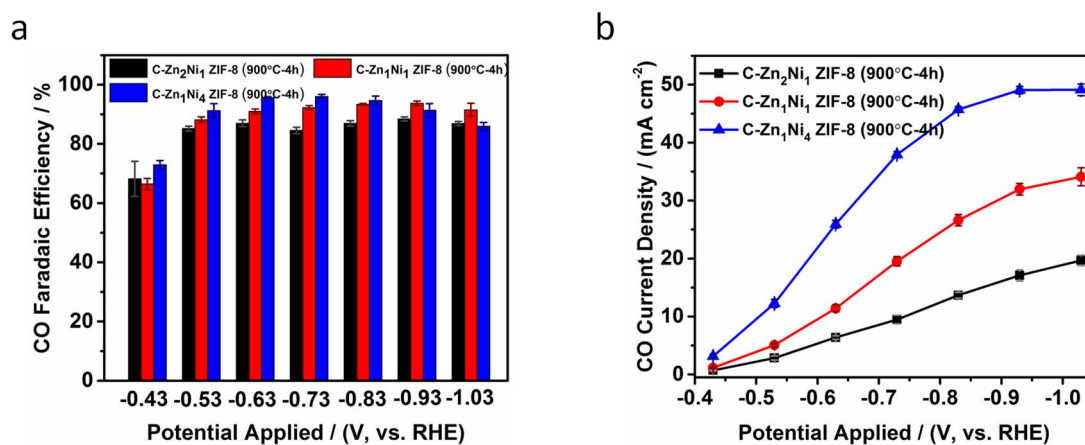 a
CO Faradaic Efficiency / %
100
80
60
40
20
0
C-Zn₂Ni₁ ZIF-8 (900°C-4h)
C-Zn₁Ni₁ ZIF-8 (900°C-4h)
C-Zn₁Ni₄ ZIF-8 (900°C-4h)
-0.43 -0.53 -0.63 -0.73 -0.83 -0.93 -1.03
Potential Applied / (V, vs. RHE)
b
CO Current Density / (mA cm⁻²)
60
50
40
30
20
10
0
C-Zn₂Ni₁ ZIF-8 (900°C-4h)
C-Zn₁Ni₁ ZIF-8 (900°C-4h)
C-Zn₁Ni₄ ZIF-8 (900°C-4h)
-0.4 -0.5 -0.6 -0.7 -0.8 -0.9 -1.0
Potential Applied / (V, vs. RHE)